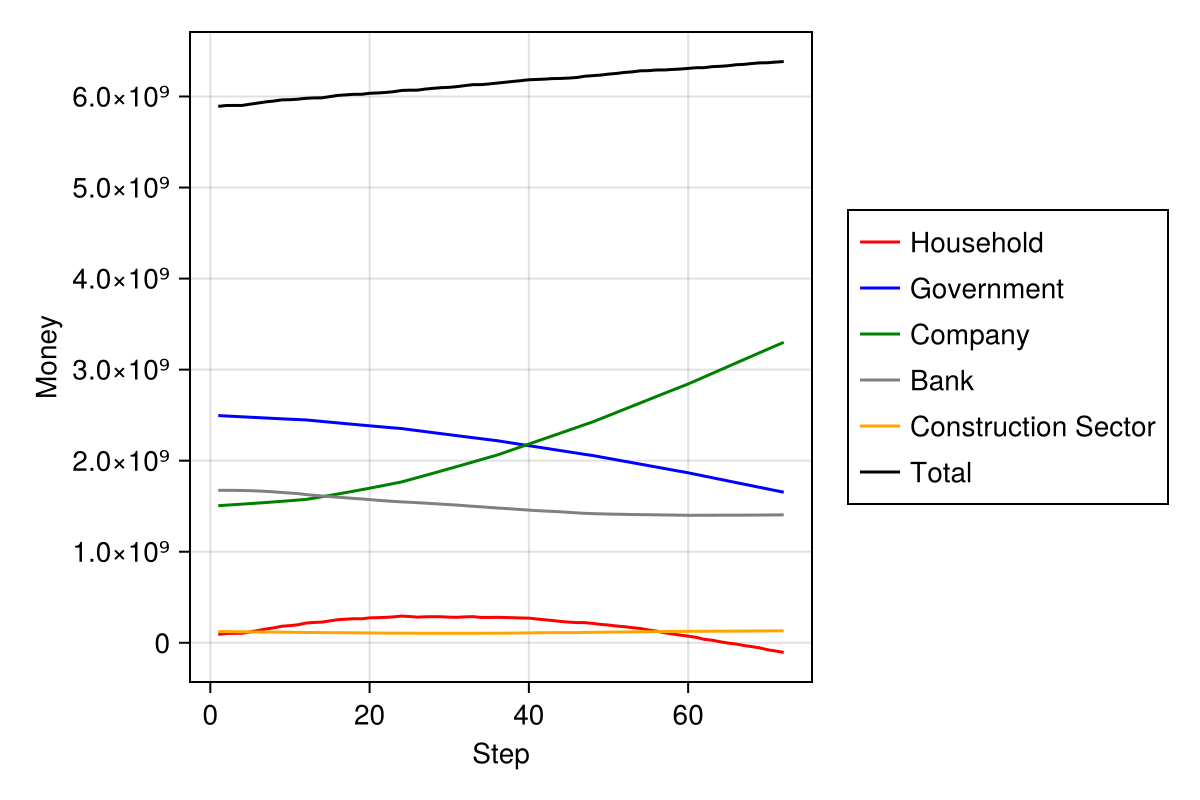 6.0×10⁹
5.0×10⁹
4.0×10⁹
3.0×10⁹
2.0×10⁹
1.0×10⁹
0
Money
0 20 40 60
Step
Household
Government
Company
Bank
Construction Sector
Total